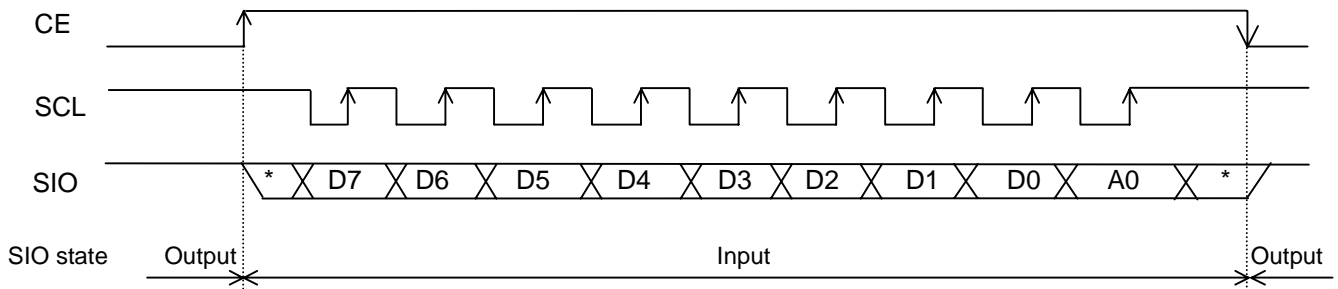 CE
SCL
SIO * D7 D6 D5 D4 D3 D2 D1 D0 A0 *
SIO state Output Input Output